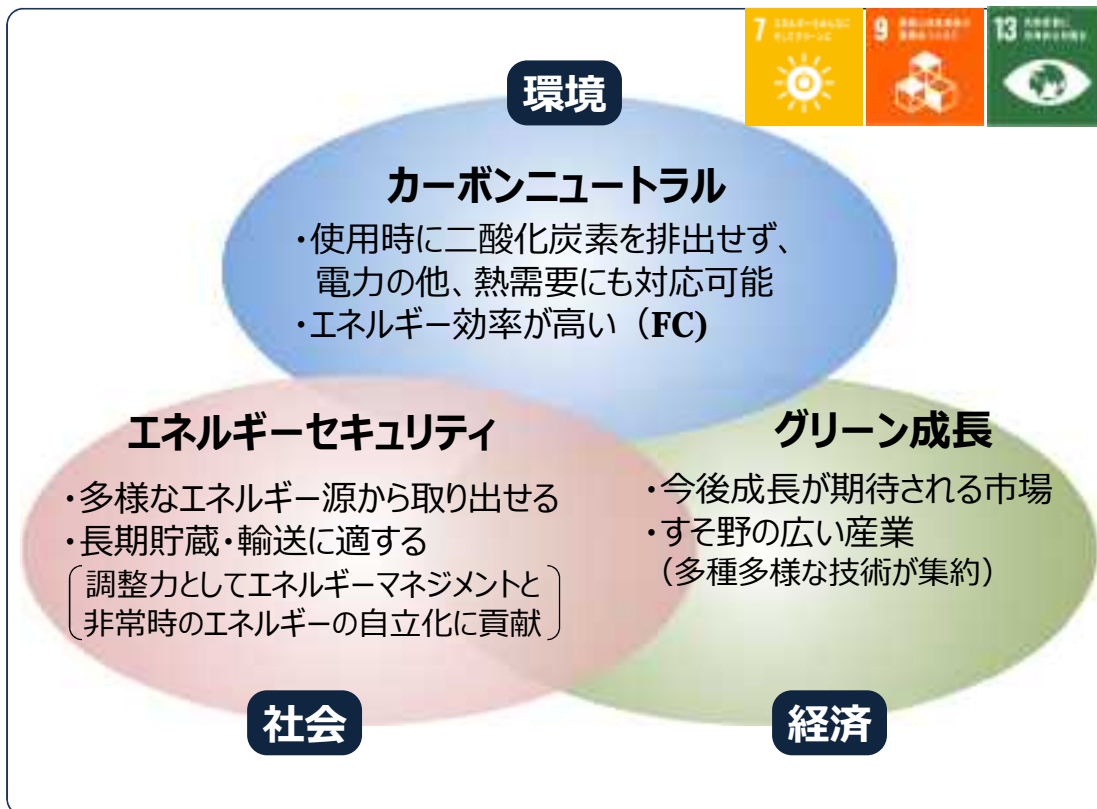 7
9
13
環境
カーボンニュートラル
・使用時に二酸化炭素を排出せず、
電力の他、熱需要にも対応可能
・エネルギー効率が高い（FC)
エネルギーセキュリティ
・多様なエネルギー源から取り出せる
・長期貯蔵・輸送に適する
調整力としてエネルギーマネジメントと
非常時のエネルギーの自立化に貢献
グリーン成長
・今後成長が期待される市場
・すそ野の広い産業
（多種多様な技術が集約）
社会
経済